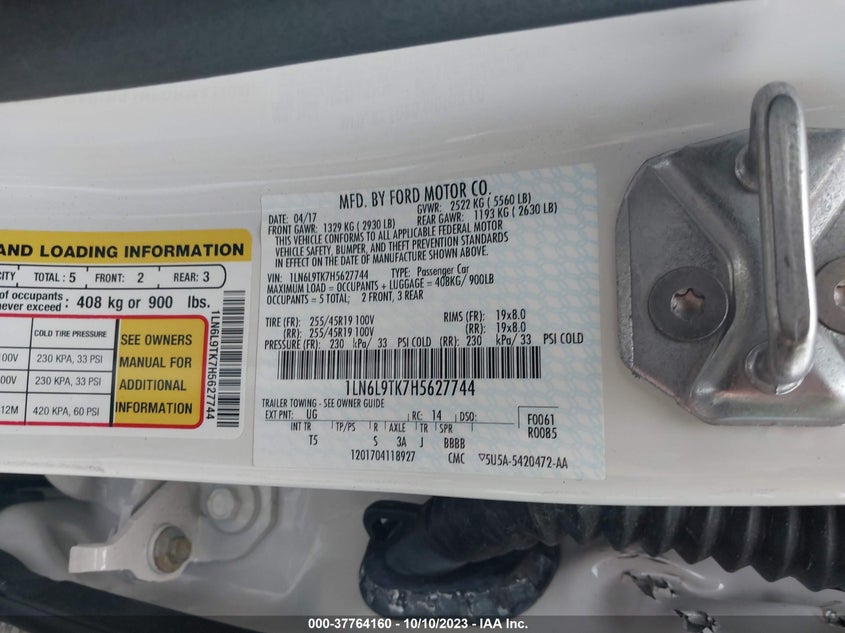 MFD. BY FORD MOTOR CO.
DATE: 04/17 GVWR: 2522 KG ( 5560 LB)
FRONT GAWR: 1329 KG ( 2930 LB) REAR GAWR: 1193 KG ( 2630 LB)
THIS VEHICLE CONFORMS TO ALL APPLICABLE FEDERAL MOTOR
VEHICLE SAFETY, BUMPER, AND THEFT PREVENTION STANDARDS
IN EFFECT ON THE DATE OF MANUFACTURE SHOWN ABOVE.
VIN: 1LN6L9TK7H5627744 TYPE: Passenger Car
MAXIMUM LOAD = OCCUPANTS + LUGGAGE = 408KG/ 900LB
OCCUPANTS = 5 TOTAL; 2 FRONT, 3 REAR
TIRE (FR): 255/45R19 100V RIMS (FR): 19x8.0
(RR): 255/45R19 100V (RR): 19x8.0
PRESSURE (FR): 230 kPa/ 33 PSI COLD (RR): 230 kPa/ 33 PSI COLD
1LN6L9TK7H5627744
TRAILER TOWING - SEE OWNER GUIDE
EXT PNT: UG RC: 14 DSO:
INT TR TP/PS R AXLE TR SPR
T5 S 3A J BBBB
1201704118927 CMC ▽5U5A-5420472-AA
F0061
R0085
AND LOADING INFORMATION
CITY TOTAL : 5 FRONT: 2 REAR: 3
of occupants
never exceed : 408 kg or 900 lbs.
COLD TIRE PRESSURE
100V 230 KPA, 33 PSI
100V 230 KPA, 33 PSI
12M 420 KPA, 60 PSI
SEE OWNERS
MANUAL FOR
ADDITIONAL
INFORMATION
1LN6L9TK7H5627744
000-37764160 - 10/10/2023 - IAA Inc.